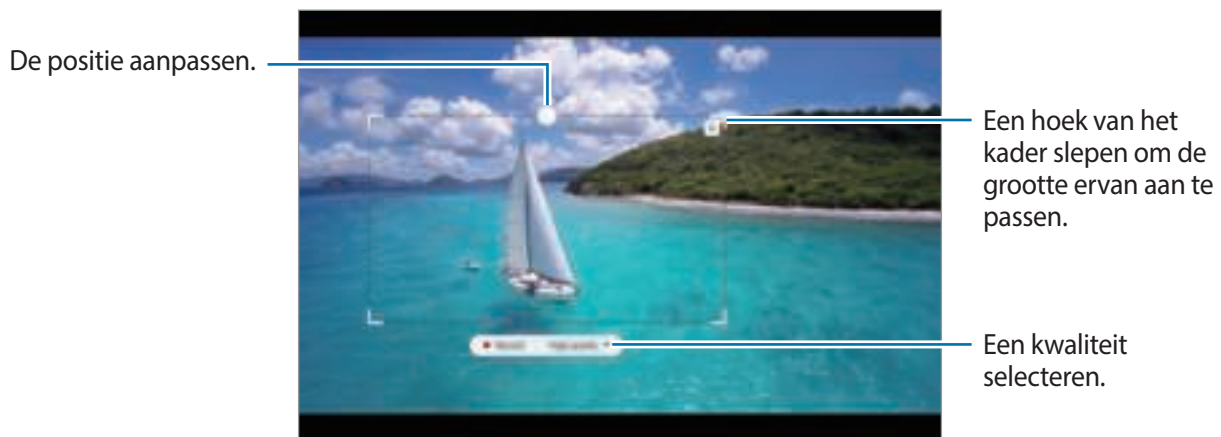 De positie aanpassen.
Een hoek van het
kader slepen om de
grootte ervan aan te
passen.
Een kwaliteit
selecteren.